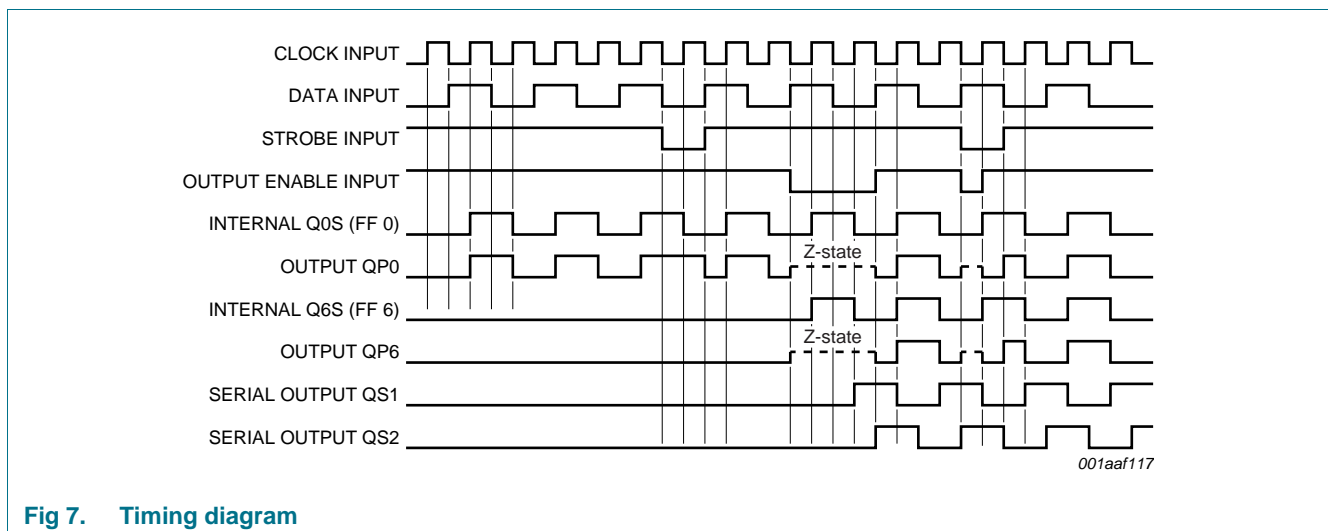 CLOCK INPUT
DATA INPUT
STROBE INPUT
OUTPUT ENABLE INPUT
INTERNAL Q0S (FF 0)
Z-state
OUTPUT QP0
INTERNAL Q6S (FF 6)
Z-state
OUTPUT QP6
SERIAL OUTPUT QS1
SERIAL OUTPUT QS2
001aaf117
Fig 7. Timing diagram